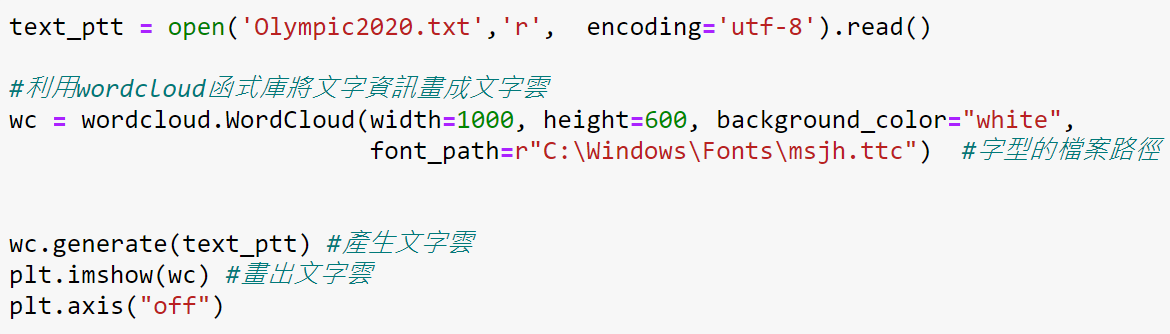 text_ptt = open('Olympic2020.txt','r',  encoding='utf-8').read()
#利用wordcloud函式庫將文字資訊畫成文字雲
wc = wordcloud.WordCloud(width=1000, height=600, background_color="white",
font_path=r"C:\Windows\Fonts\msjh.ttc")  #字型的檔案路徑
wc.generate(text_ptt) #產生文字雲
plt.imshow(wc) #畫出文字雲
plt.axis("off")